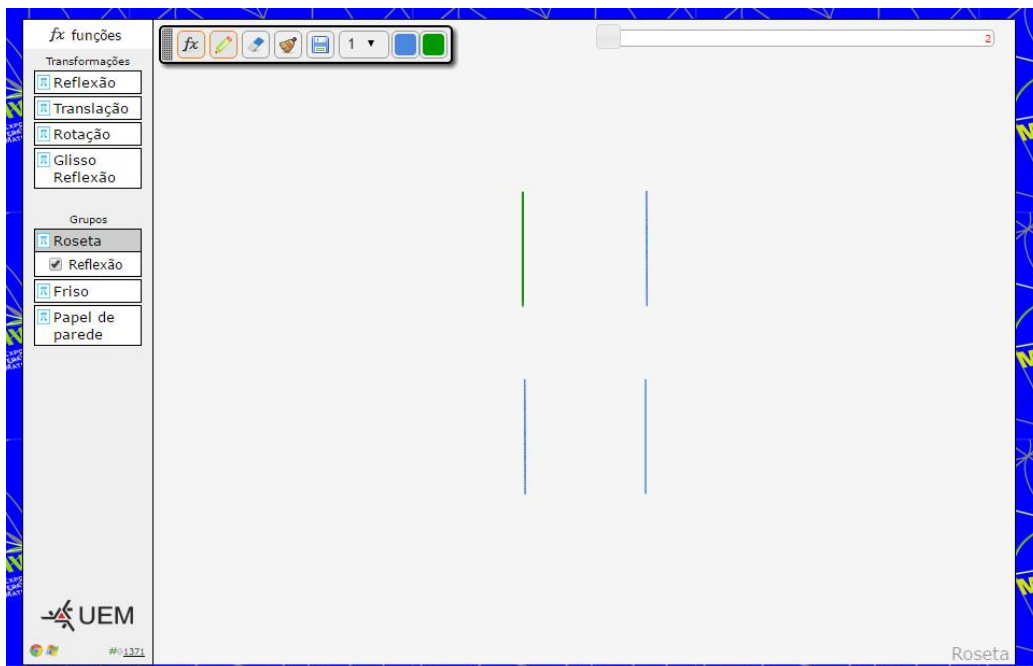 fx funções
Transformações
Reflexão
Translação
Rotação
Glisso
Reflexão
Grupos
Roseta
Reflexão
Friso
Papel de
parede
UEM
#@1371
fx
1
2
Roseta